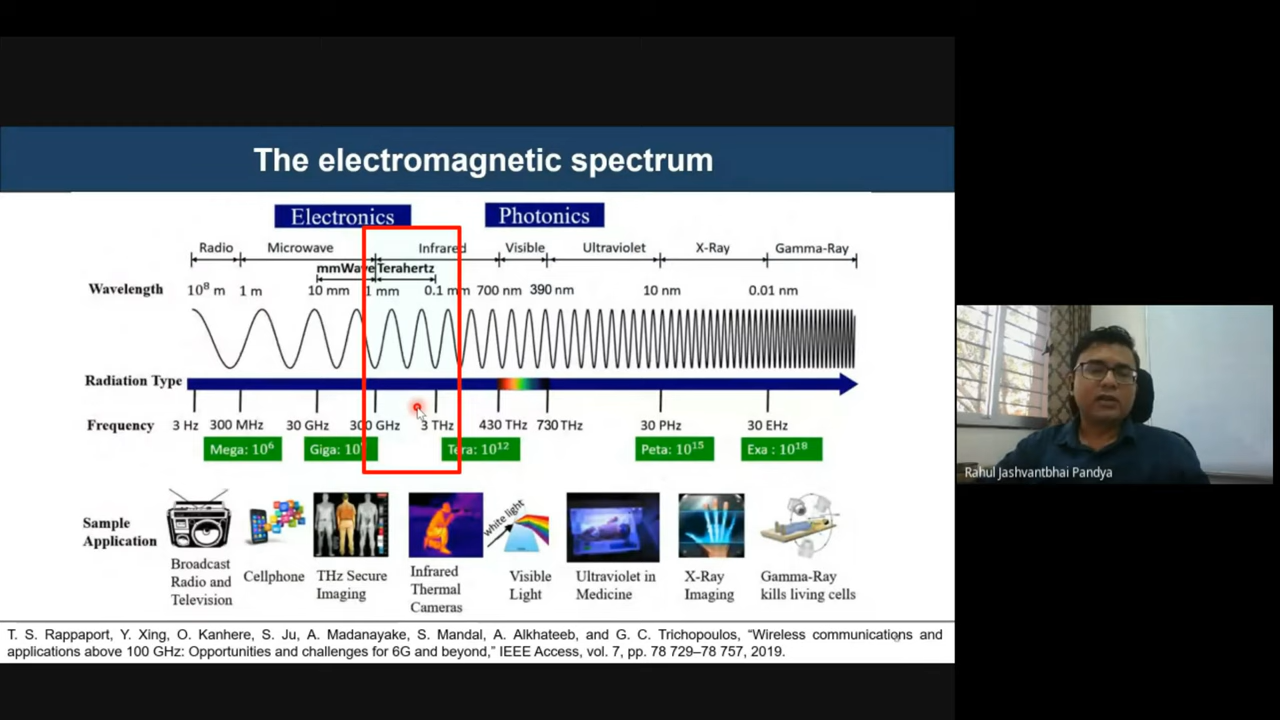 The electromagnetic spectrum
Electronics Photonics
Radio Microwave Infrared Visible Ultraviolet X-Ray Gamma-Ray
mmWave Terahertz
Wavelength 10⁸ m 1 m 10 mm 1 mm 0.1 mm 700 nm 390 nm 10 nm 0.01 nm
Radiation Type
Frequency 3 Hz 300 MHz 30 GHz 300 GHz 3 THz 430 THz 730 THz 30 PHz 30 EHz
Mega: 10⁶ Giga: Tera: 10¹² Peta: 10¹⁵ Exa : 10¹⁸
white light
Sample
Application
Broadcast
Radio and
Television
Cellphone
THz Secure
Imaging
Infrared
Thermal
Cameras
Visible
Light
Ultraviolet in
Medicine
X-Ray
Imaging
Gamma-Ray
kills living cells
T. S. Rappaport, Y. Xing, O. Kanhere, S. Ju, A. Madanayake, S. Mandal, A. Alkhateeb, and G. C. Trichopoulos, “Wireless communications and
applications above 100 GHz: Opportunities and challenges for 6G and beyond,” IEEE Access, vol. 7, pp. 78 729–78 757, 2019.
Rahul Jashvantbhai Pandya